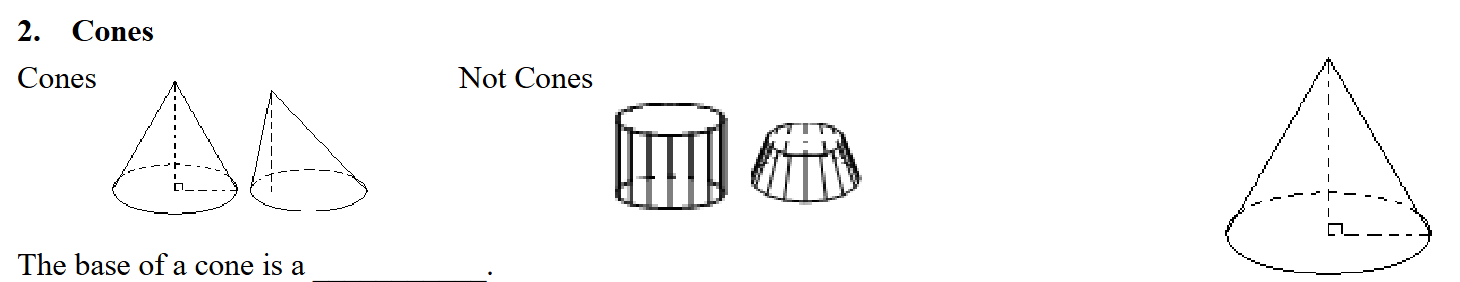 2. Cones
Cones Not Cones
The base of a cone is a ___________.